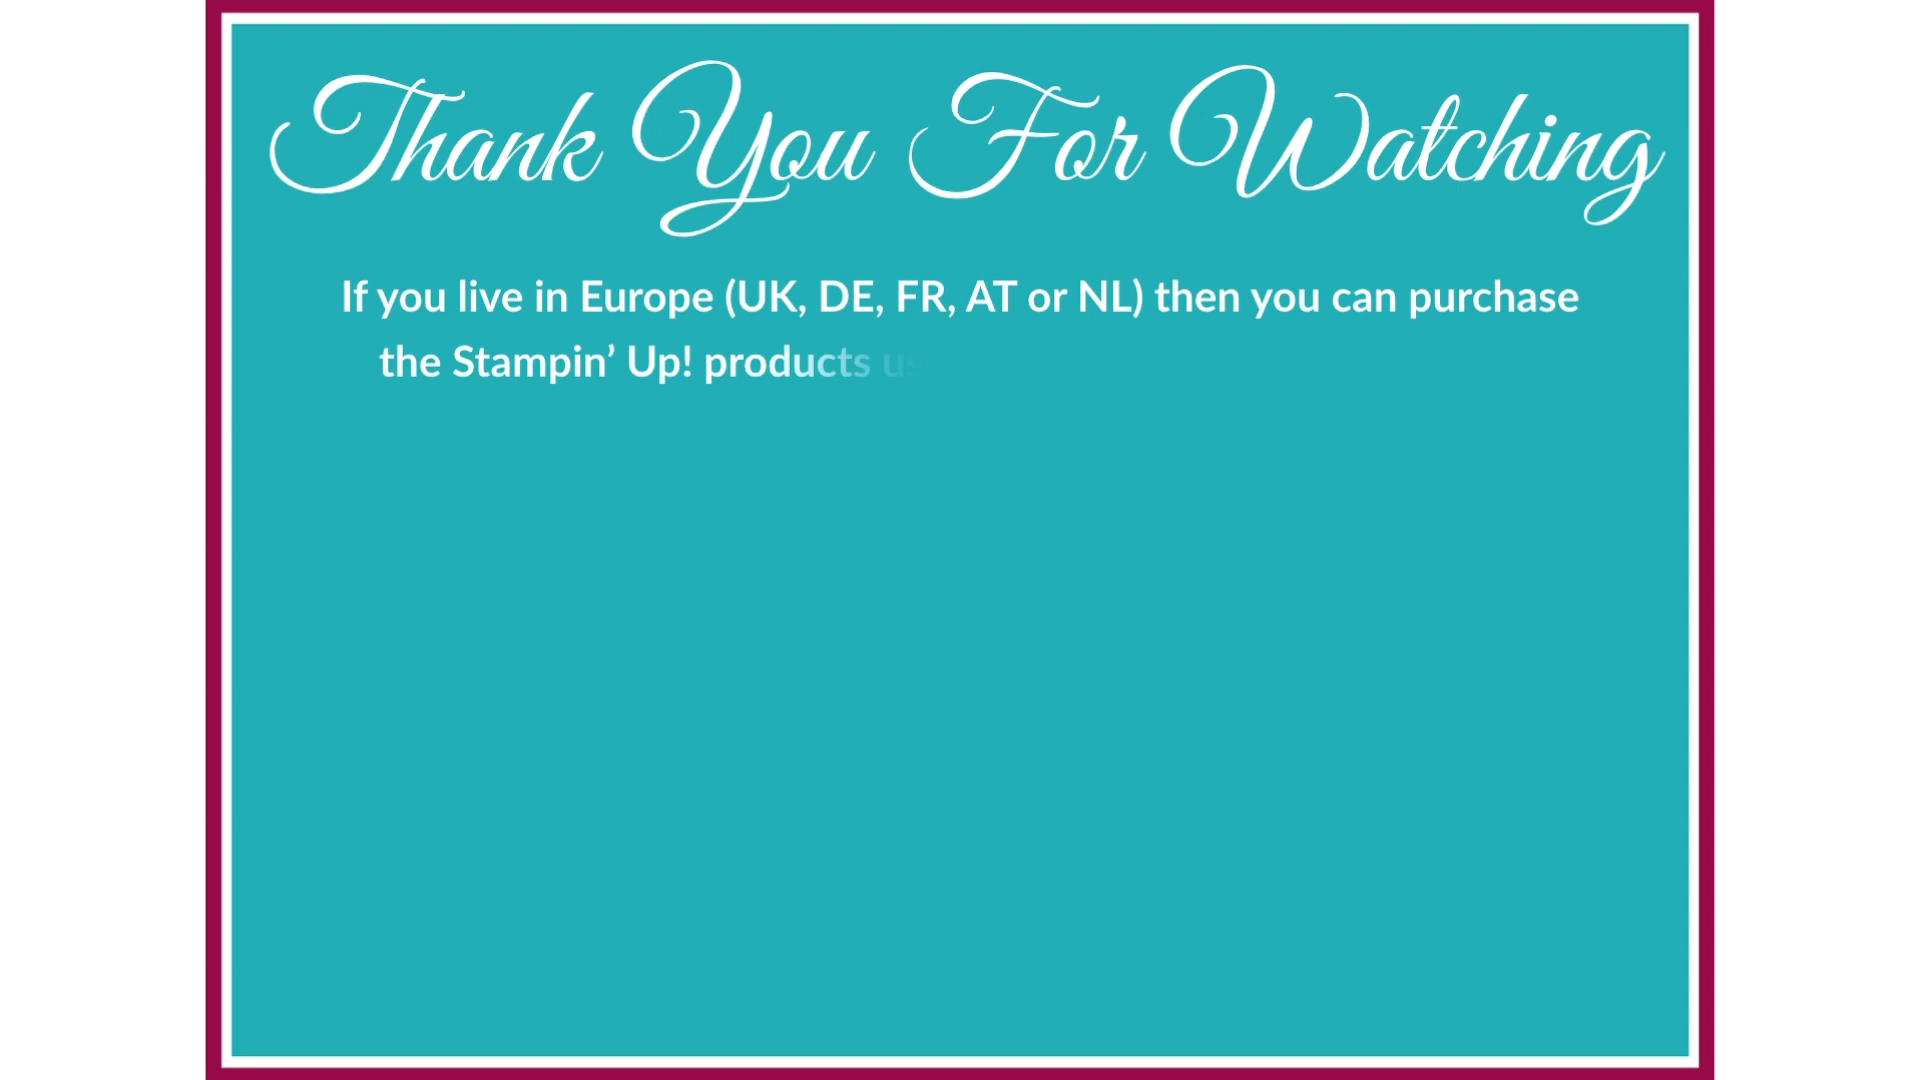 Thank You For Watching
If you live in Europe (UK, DE, FR, AT or NL) then you can purchase
the Stampin’ Up! products